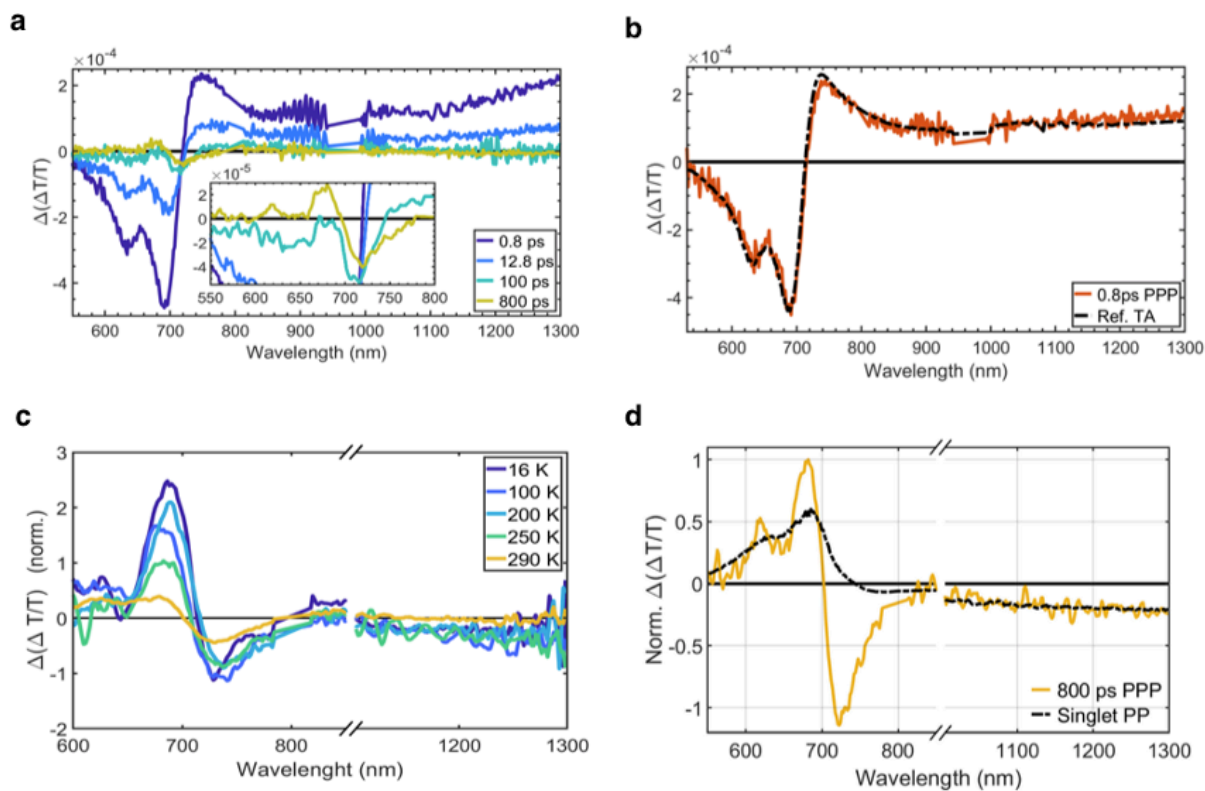 a
×10⁻⁴
2
0
-2
-4
Δ(ΔT/T)
×10⁻⁵
2
0
-2
-4
550 600 650 700 750 800
0.8 ps
12.8 ps
100 ps
800 ps
600 700 800 900 1000 1100 1200 1300
Wavelength (nm)
b
×10⁻⁴
2
0
-2
-4
Δ(ΔT/T)
0.8ps PPP
Ref. TA
600 700 800 900 1000 1100 1200 1300
Wavelength (nm)
c
3
2
1
0
-1
-2
Δ(ΔT/T) (norm.)
16 K
100 K
200 K
250 K
290 K
600 700 800 1200 1300
Wavelenght (nm)
d
1
0.5
0
-0.5
-1
Norm. Δ(ΔT/T)
800 ps PPP
Singlet PP
600 700 800 1100 1200 1300
Wavelength (nm)